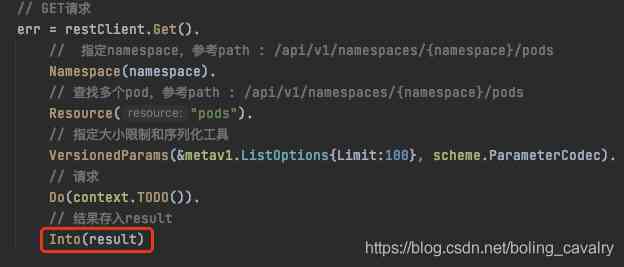 // GET请求
err = restClient.Get().
//  指定namespace，参考path : /api/v1/namespaces/{namespace}/pods
Namespace(namespace).
// 查找多个pod，参考path : /api/v1/namespaces/{namespace}/pods
Resource( resource: "pods").
// 指定大小限制和序列化工具
VersionedParams(&metav1.ListOptions{Limit:100}, scheme.ParameterCodec).
// 请求
Do(context.TODO()).
// 结果存入result
Into(result)
https://blog.csdn.net/boling_cavalry